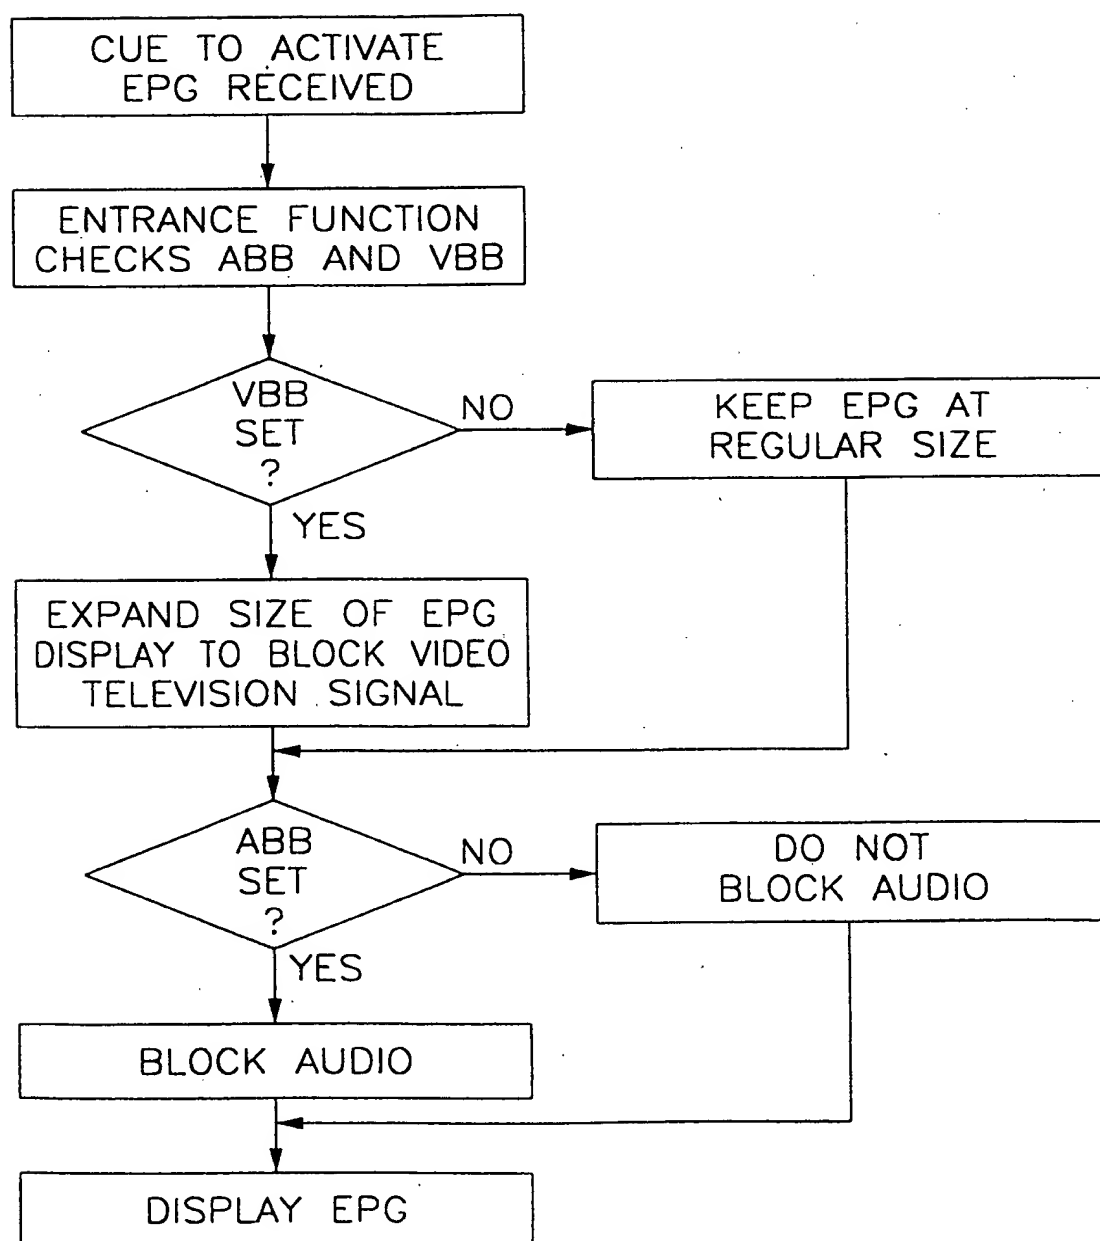 CUE TO ACTIVATE
EPG RECEIVED
ENTRANCE FUNCTION
CHECKS ABB AND VBB
VBB
SET
?
NO
KEEP EPG AT
REGULAR SIZE
YES
EXPAND SIZE OF EPG
DISPLAY TO BLOCK VIDEO
TELEVISION SIGNAL
ABB
SET
?
NO
DO NOT
BLOCK AUDIO
YES
BLOCK AUDIO
DISPLAY EPG